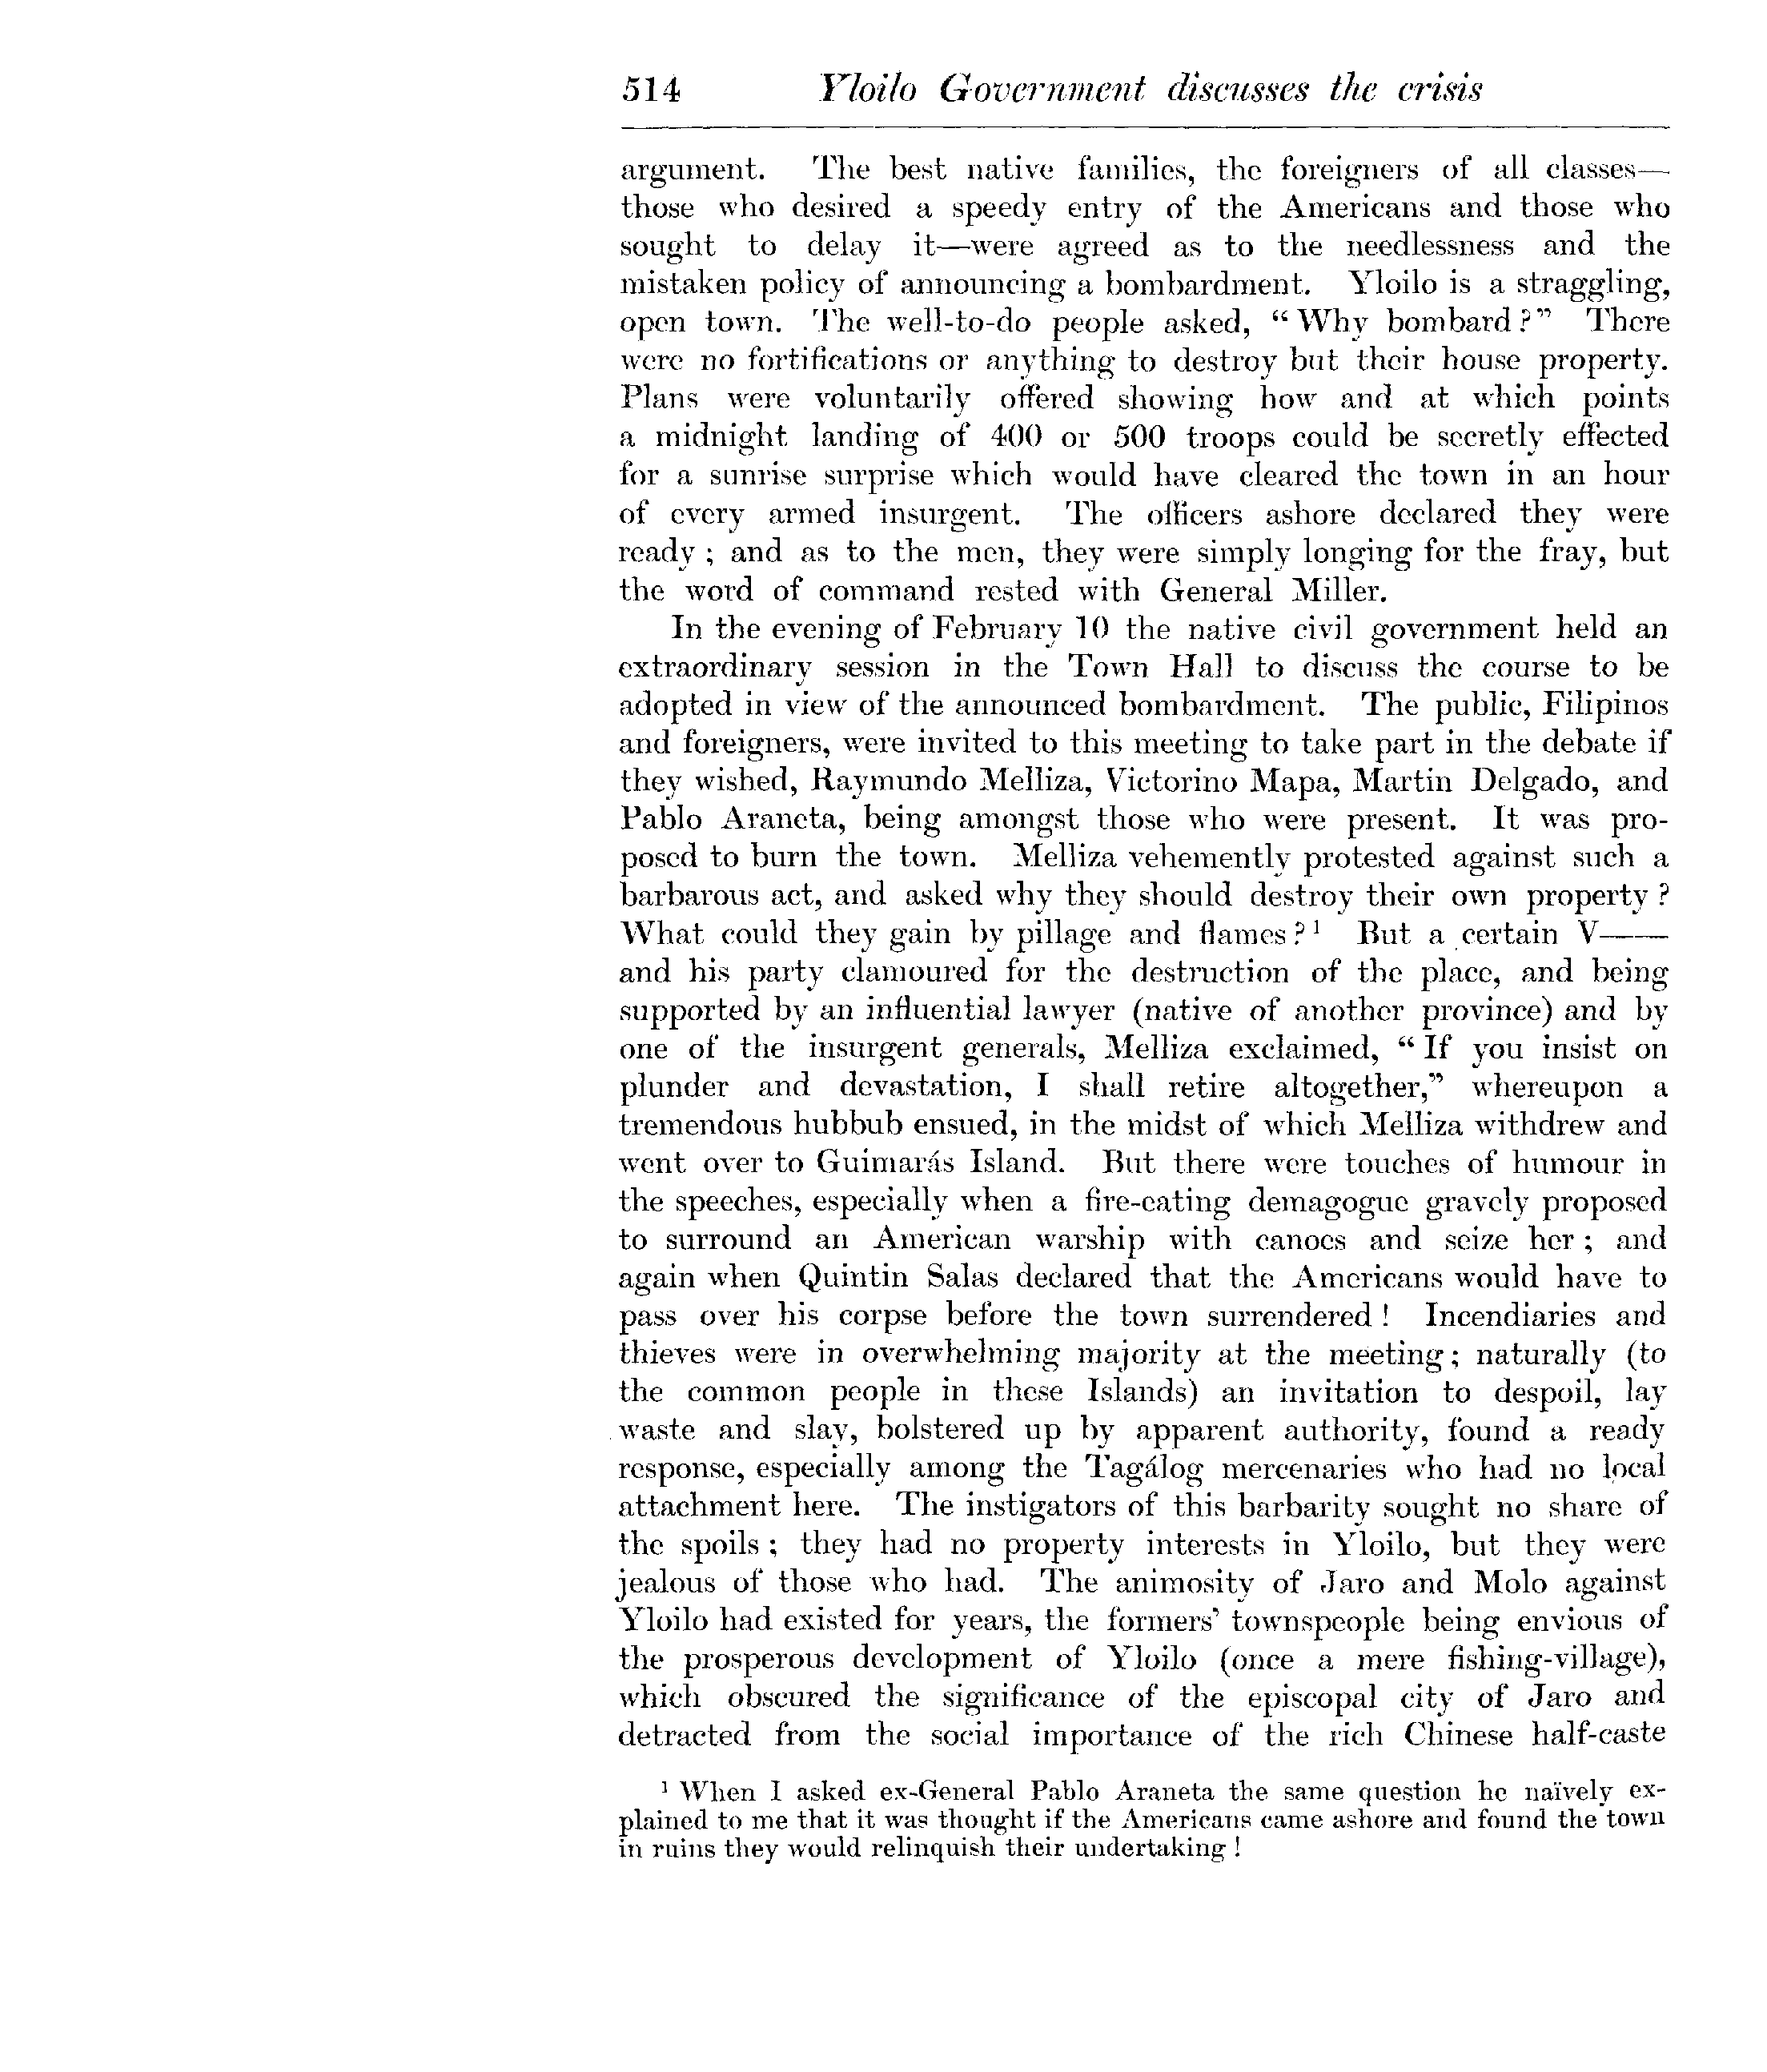 514 Yloilo Government discusses the crisis
argument. The best native families, the foreigners of all classes—
those who desired a speedy entry of the Americans and those who
sought to delay it—were agreed as to the needlessness and the
mistaken policy of announcing a bombardment. Yloilo is a straggling,
open town. The well-to-do people asked, “Why bombard?” There
were no fortifications or anything to destroy but their house property.
Plans were voluntarily offered showing how and at which points
a midnight landing of 400 or 500 troops could be secretly effected
for a sunrise surprise which would have cleared the town in an hour
of every armed insurgent. The officers ashore declared they were
ready; and as to the men, they were simply longing for the fray, but
the word of command rested with General Miller.
In the evening of February 10 the native civil government held an
extraordinary session in the Town Hall to discuss the course to be
adopted in view of the announced bombardment. The public, Filipinos
and foreigners, were invited to this meeting to take part in the debate if
they wished, Raymundo Melliza, Victorino Mapa, Martin Delgado, and
Pablo Araneta, being amongst those who were present. It was pro-
posed to burn the town. Melliza vehemently protested against such a
barbarous act, and asked why they should destroy their own property?
What could they gain by pillage and flames?¹ But a certain V——
and his party clamoured for the destruction of the place, and being
supported by an influential lawyer (native of another province) and by
one of the insurgent generals, Melliza exclaimed, “If you insist on
plunder and devastation, I shall retire altogether,” whereupon a
tremendous hubbub ensued, in the midst of which Melliza withdrew and
went over to Guimarás Island. But there were touches of humour in
the speeches, especially when a fire-eating demagogue gravely proposed
to surround an American warship with canoes and seize her; and
again when Quintin Salas declared that the Americans would have to
pass over his corpse before the town surrendered! Incendiaries and
thieves were in overwhelming majority at the meeting; naturally (to
the common people in these Islands) an invitation to despoil, lay
waste and slay, bolstered up by apparent authority, found a ready
response, especially among the Tagálog mercenaries who had no local
attachment here. The instigators of this barbarity sought no share of
the spoils; they had no property interests in Yloilo, but they were
jealous of those who had. The animosity of Jaro and Molo against
Yloilo had existed for years, the formers’ townspeople being envious of
the prosperous development of Yloilo (once a mere fishing-village),
which obscured the significance of the episcopal city of Jaro and
detracted from the social importance of the rich Chinese half-caste
¹ When I asked ex-General Pablo Araneta the same question he naïvely ex-
plained to me that it was thought if the Americans came ashore and found the town
in ruins they would relinquish their undertaking!